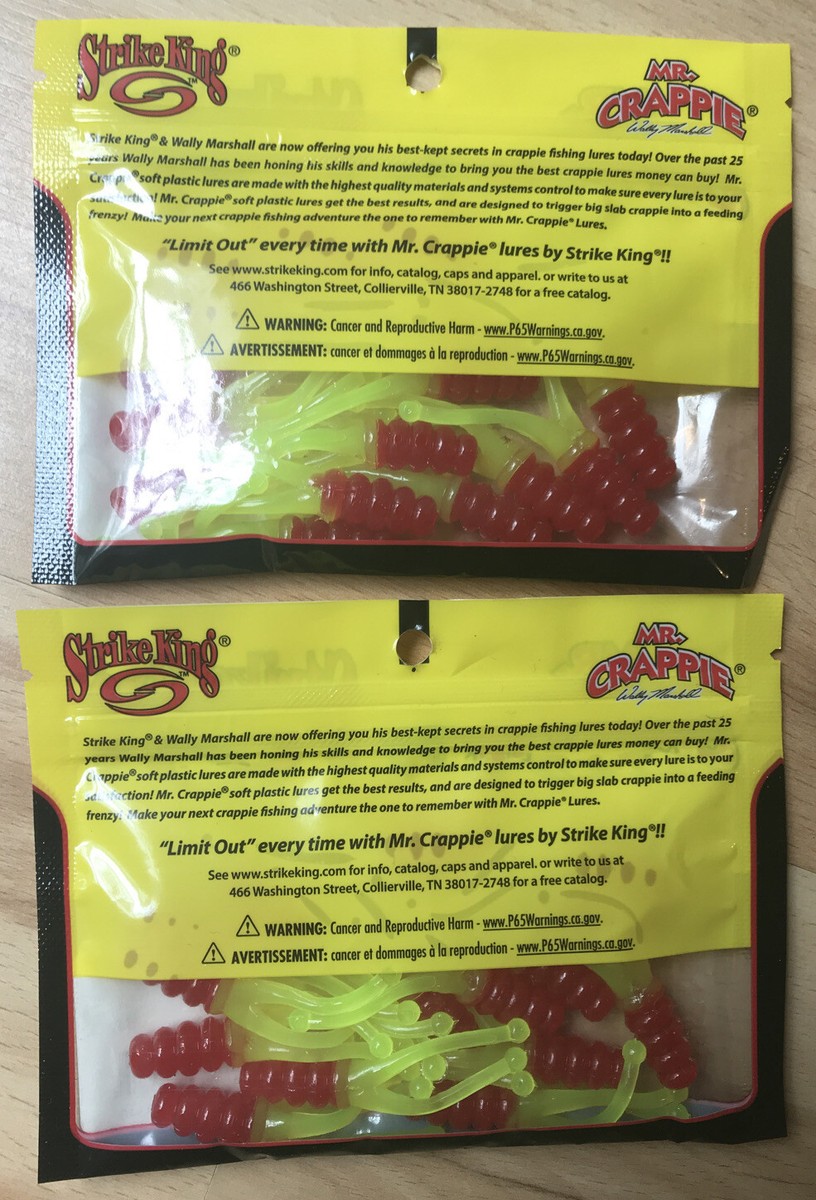 Strike King®
™
MR.
CRAPPIE®
Wally Marshall
Strike King® & Wally Marshall are now offering you his best-kept secrets in crappie fishing lures today! Over the past 25
years Wally Marshall has been honing his skills and knowledge to bring you the best crappie lures money can buy! Mr.
Crappie® soft plastic lures are made with the highest quality materials and systems control to make sure every lure is to your
satisfaction! Mr. Crappie® soft plastic lures get the best results, and are designed to trigger big slab crappie into a feeding
frenzy! Make your next crappie fishing adventure the one to remember with Mr. Crappie® Lures.
“Limit Out” every time with Mr. Crappie® lures by Strike King®!!
See www.strikeking.com for info, catalog, caps and apparel. or write to us at
466 Washington Street, Collierville, TN 38017-2748 for a free catalog.
⚠ WARNING: Cancer and Reproductive Harm - www.P65Warnings.ca.gov.
⚠ AVERTISSEMENT: cancer et dommages à la reproduction - www.P65Warnings.ca.gov.
Strike King®
™
MR.
CRAPPIE®
Wally Marshall
Strike King® & Wally Marshall are now offering you his best-kept secrets in crappie fishing lures today! Over the past 25
years Wally Marshall has been honing his skills and knowledge to bring you the best crappie lures money can buy! Mr.
Crappie® soft plastic lures are made with the highest quality materials and systems control to make sure every lure is to your
satisfaction! Mr. Crappie® soft plastic lures get the best results, and are designed to trigger big slab crappie into a feeding
frenzy! Make your next crappie fishing adventure the one to remember with Mr. Crappie® Lures.
“Limit Out” every time with Mr. Crappie® lures by Strike King®!!
See www.strikeking.com for info, catalog, caps and apparel. or write to us at
466 Washington Street, Collierville, TN 38017-2748 for a free catalog.
⚠ WARNING: Cancer and Reproductive Harm - www.P65Warnings.ca.gov.
⚠ AVERTISSEMENT: cancer et dommages à la reproduction - www.P65Warnings.ca.gov.